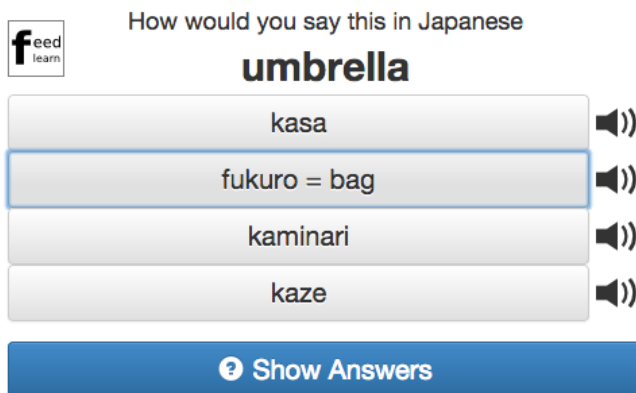 feed
learn
How would you say this in Japanese
umbrella
kasa
fukuro = bag
kaminari
kaze
? Show Answers